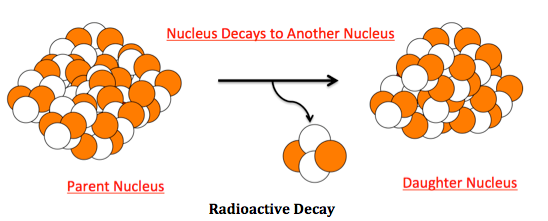 Nucleus Decays to Another Nucleus
Parent Nucleus
Daughter Nucleus
Radioactive Decay